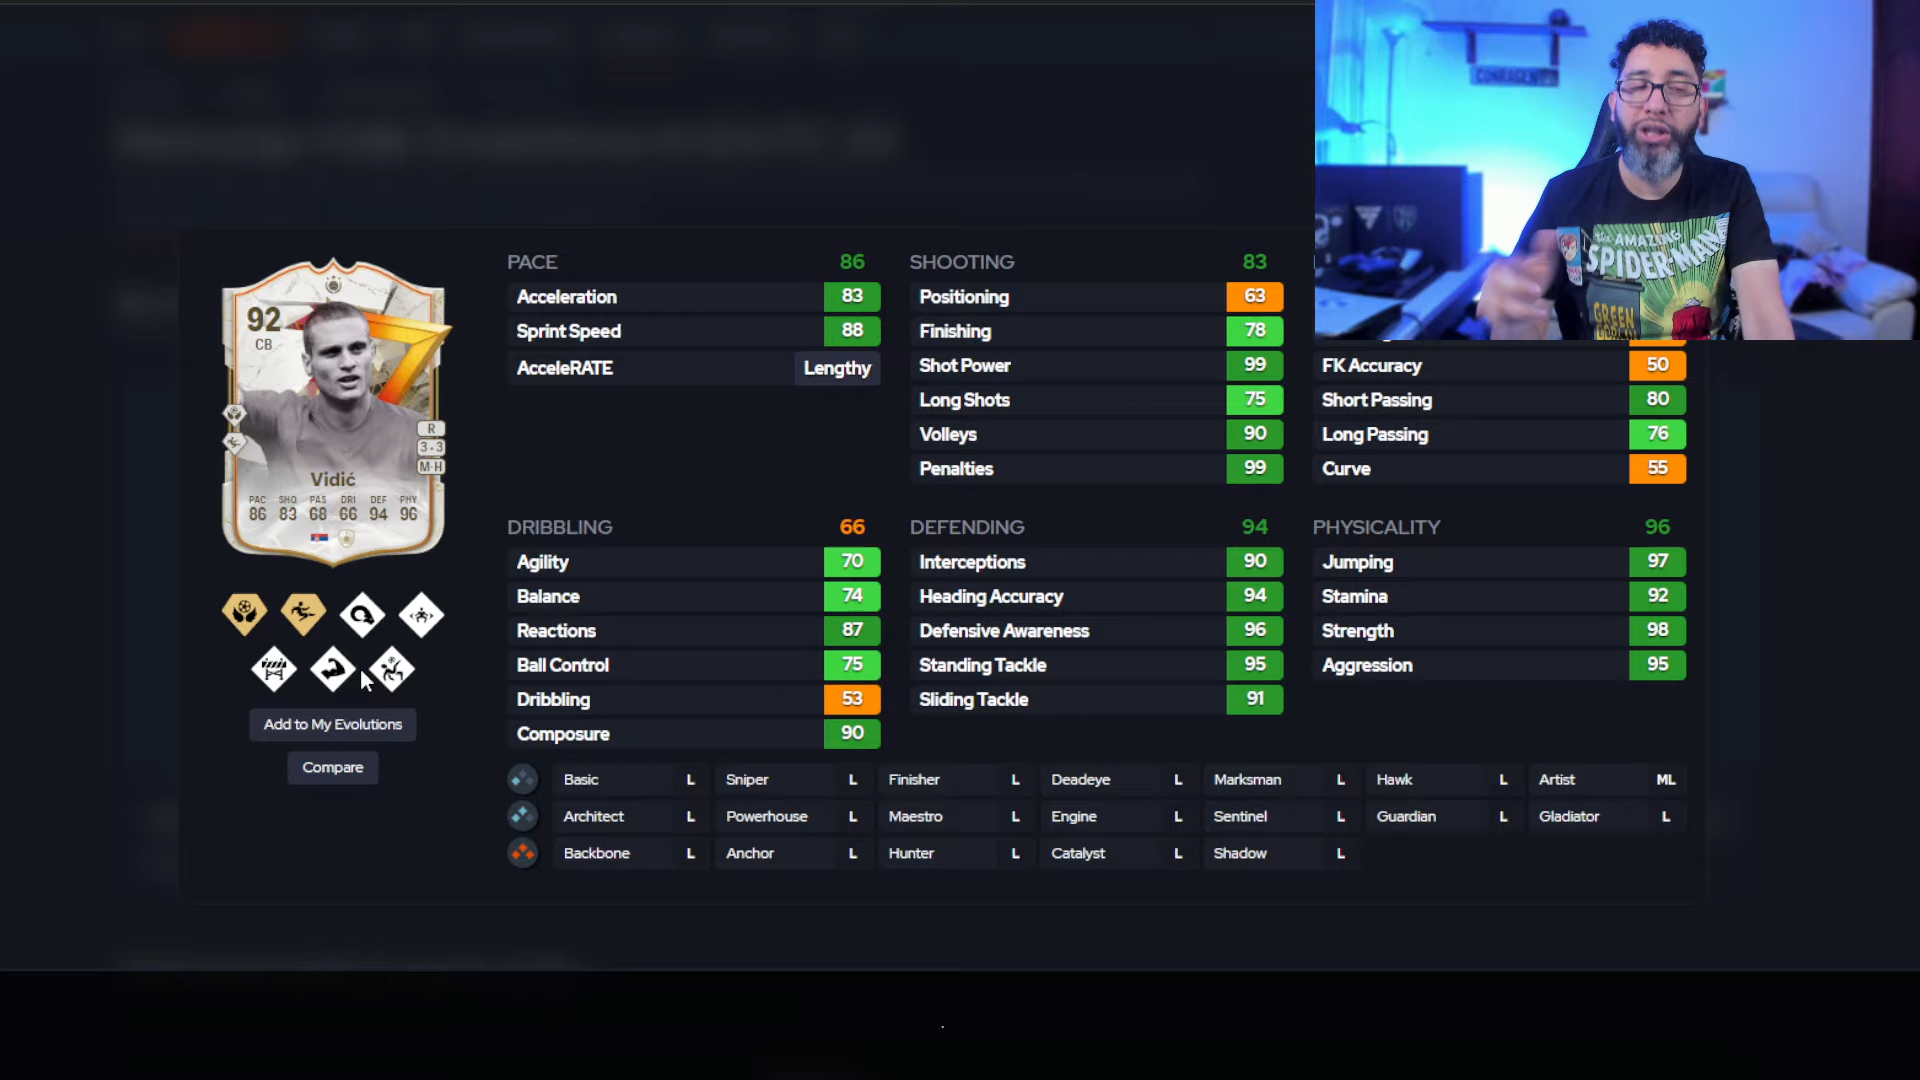 CONRAGEN
THE AMAZING
SPIDER-MAN
GREEN
GOBLIN
92
CB
R
3-3
M-H
Vidić
PAC SHO PAS DRI DEF PHY
86 83 68 66 94 96
Add to My Evolutions
Compare
PACE 86
Acceleration 83
Sprint Speed 88
AcceleRATE Lengthy
SHOOTING 83
Positioning 63
Finishing 78
Shot Power 99
Long Shots 75
Volleys 90
Penalties 99
FK Accuracy 50
Short Passing 80
Long Passing 76
Curve 55
DRIBBLING 66
Agility 70
Balance 74
Reactions 87
Ball Control 75
Dribbling 53
Composure 90
DEFENDING 94
Interceptions 90
Heading Accuracy 94
Defensive Awareness 96
Standing Tackle 95
Sliding Tackle 91
PHYSICALITY 96
Jumping 97
Stamina 92
Strength 98
Aggression 95
Basic L Sniper L Finisher L Deadeye L Marksman L Hawk L Artist ML
Architect L Powerhouse L Maestro L Engine L Sentinel L Guardian L Gladiator L
Backbone L Anchor L Hunter L Catalyst L Shadow L